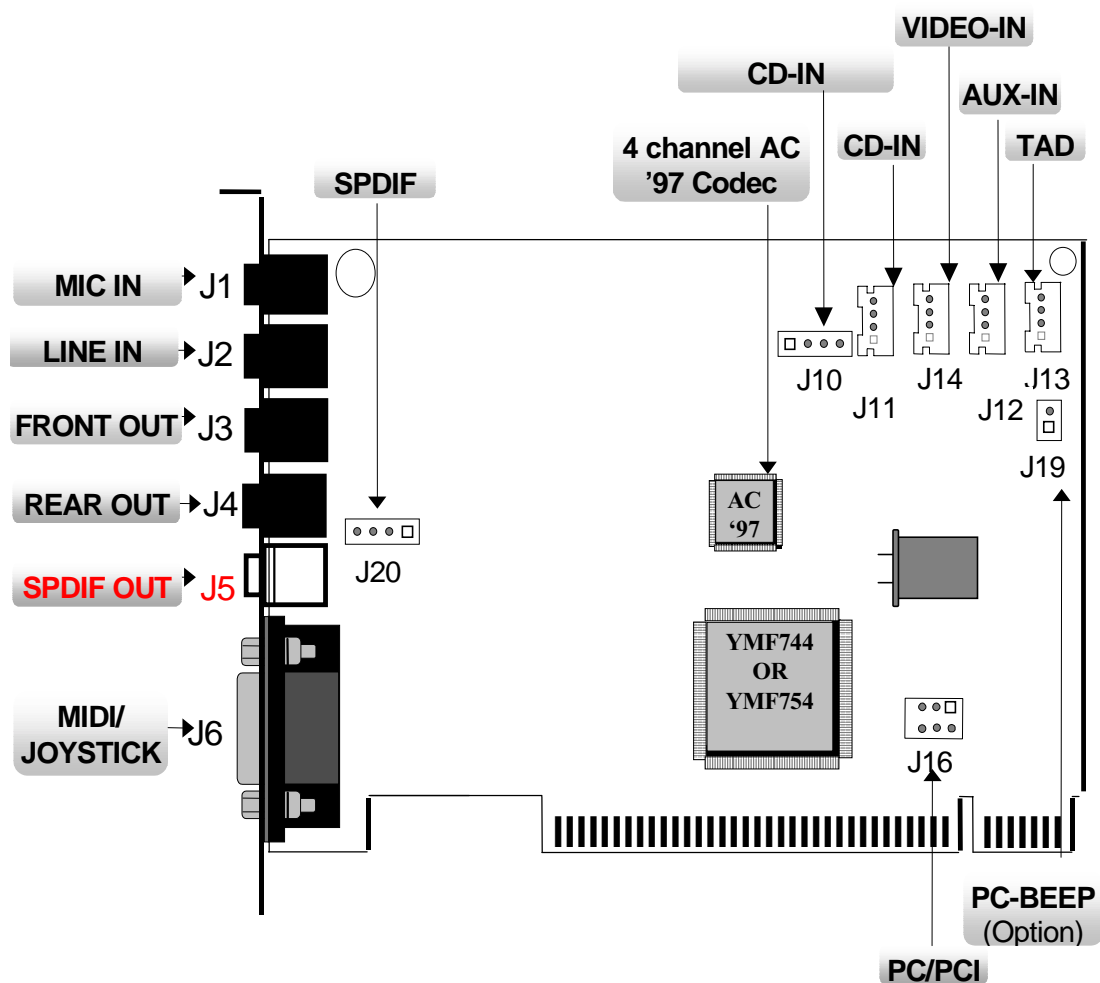 VIDEO-IN
CD-IN
AUX-IN
4 channel AC
’97 Codec
CD-IN
TAD
SPDIF
MIC IN
J1
LINE IN
J2
FRONT OUT
J3
REAR OUT
J4
SPDIF OUT
J5
MIDI/
JOYSTICK
J6
J10
J11
J14
J12
J13
J19
J20
AC
‘97
YMF744
OR
YMF754
J16
PC-BEEP
(Option)
PC/PCI